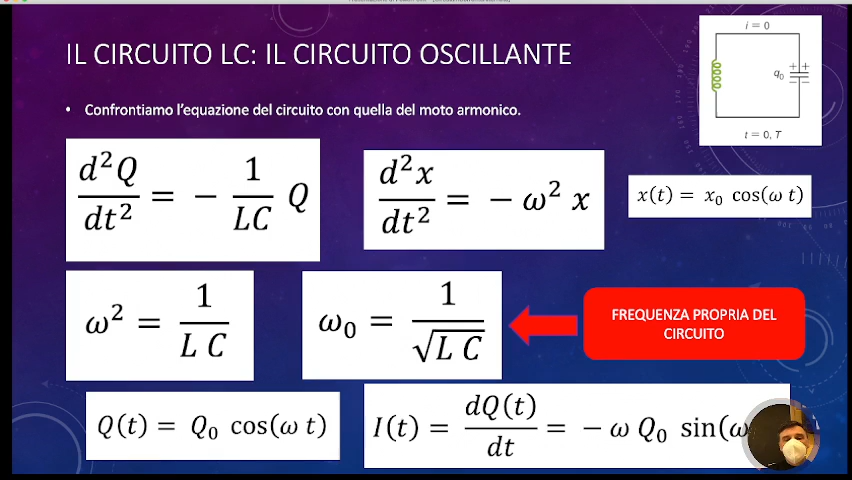 IL CIRCUITO LC: IL CIRCUITO OSCILLANTE
i = 0
q₀
t = 0, T
• Confrontiamo l'equazione del circuito con quella del moto armonico.
d²Q/dt² = − 1/LC Q
d²x/dt² = − ω² x
x(t) = x₀ cos(ω t)
ω² = 1/L C
ω₀ = 1/√L C
FREQUENZA PROPRIA DEL
CIRCUITO
Q(t) = Q₀ cos(ω t)
I(t) = dQ(t)/dt = − ω Q₀ sin(ω